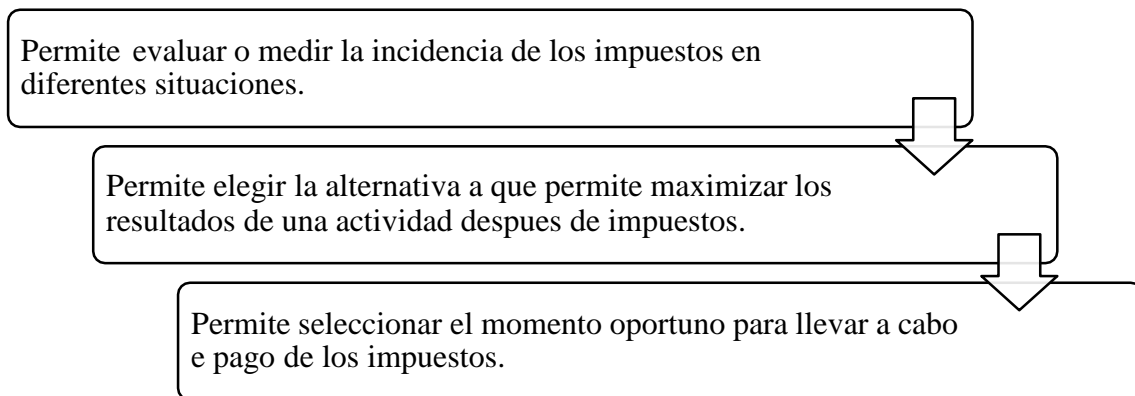 Permite evaluar o medir la incidencia de los impuestos en
diferentes situaciones.
Permite elegir la alternativa a que permite maximizar los
resultados de una actividad despues de impuestos.
Permite seleccionar el momento oportuno para llevar a cabo
e pago de los impuestos.